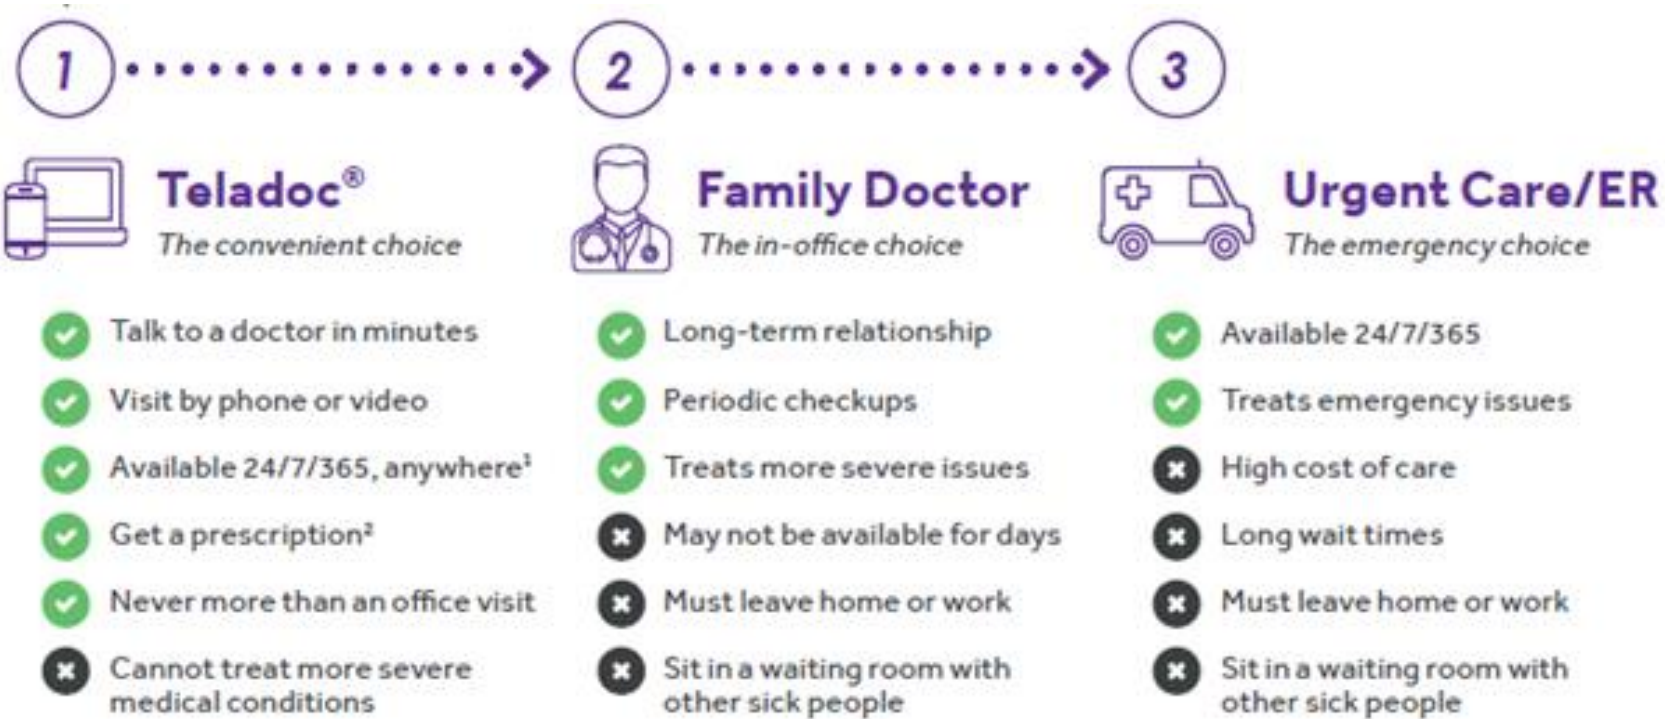 1
2
3
Teladoc®
The convenient choice
Talk to a doctor in minutes
Visit by phone or video
Available 24/7/365, anywhere¹
Get a prescription²
Never more than an office visit
Cannot treat more severe
medical conditions
Family Doctor
The in-office choice
Long-term relationship
Periodic checkups
Treats more severe issues
May not be available for days
Must leave home or work
Sit in a waiting room with
other sick people
Urgent Care/ER
The emergency choice
Available 24/7/365
Treats emergency issues
High cost of care
Long wait times
Must leave home or work
Sit in a waiting room with
other sick people